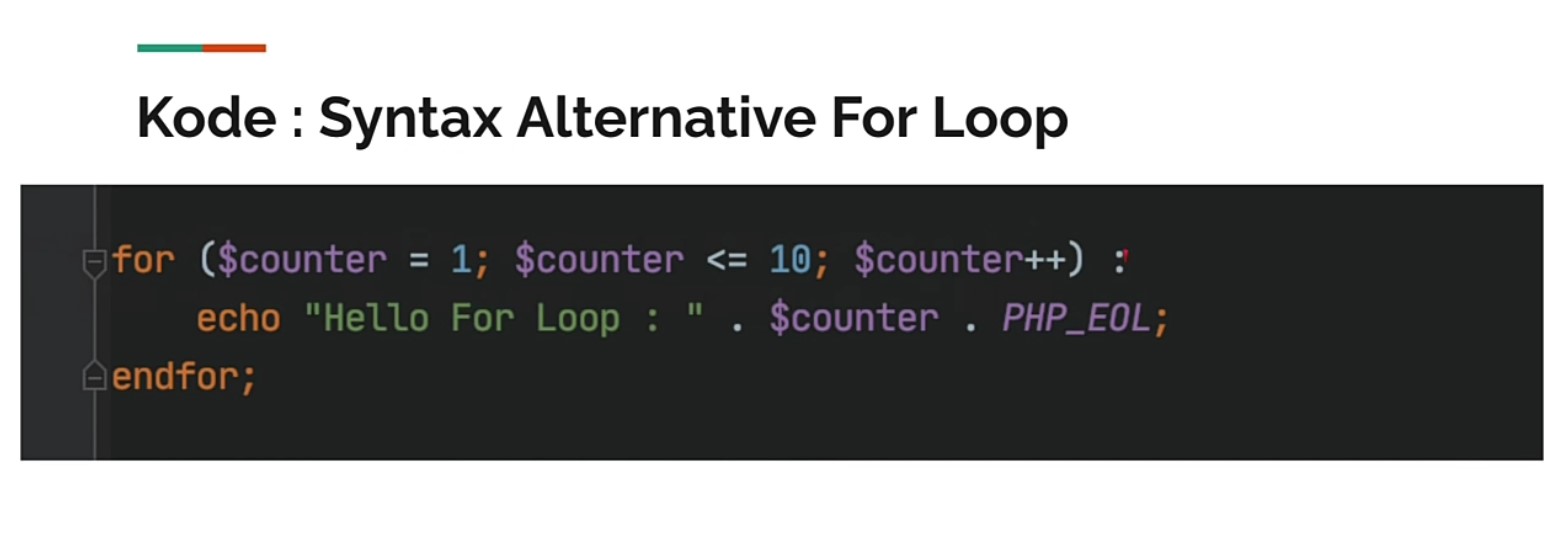 Kode : Syntax Alternative For Loop
for ($counter = 1; $counter <= 10; $counter++) :
    echo "Hello For Loop : " . $counter . PHP_EOL;
endfor;